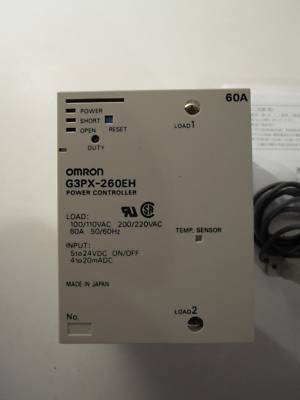 60A
POWER
SHORT
OPEN
RESET
DUTY
LOAD1
OMRON
G3PX-260EH
POWER CONTROLLER
LOAD:
100/110VAC 200/220VAC
60A 50/60Hz
INPUT:
5to24VDC ON/OFF
4to20mADC
TEMP. SENSOR
MADE IN JAPAN
LOAD2
No.